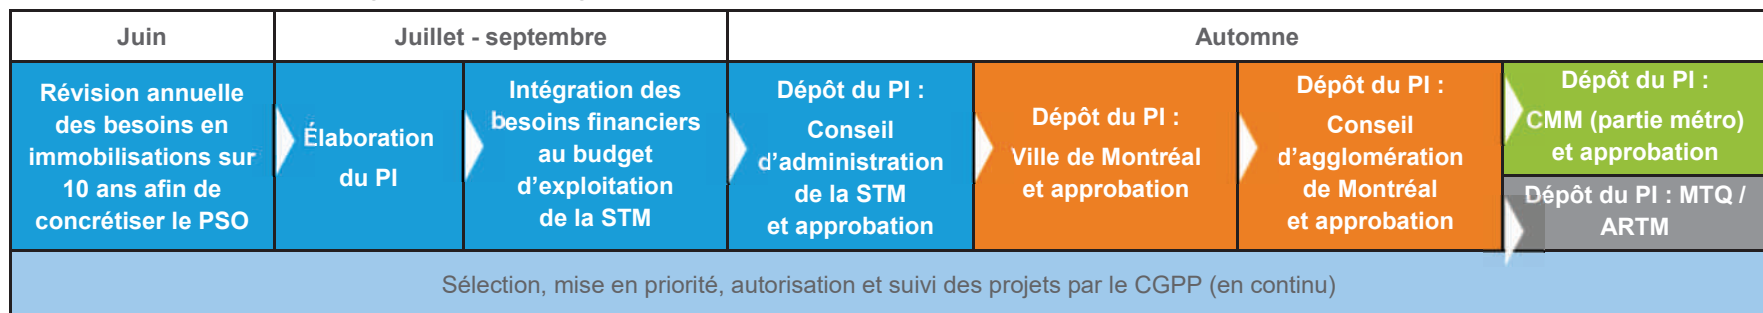 Juin
Juillet - septembre
Automne
Révision annuelle
des besoins en
immobilisations sur
10 ans afin de
concrétiser le PSO
Élaboration
du PI
Intégration des
besoins financiers
au budget
d'exploitation
de la STM
Dépôt du PI :
Conseil
d'administration
de la STM
et approbation
Dépôt du PI :
Ville de Montréal
et approbation
Dépôt du PI :
Conseil
d'agglomération
de Montréal
et approbation
Dépôt du PI :
CMM (partie métro)
et approbation
Dépôt du PI : MTQ /
ARTM
Sélection, mise en priorité, autorisation et suivi des projets par le CGPP (en continu)